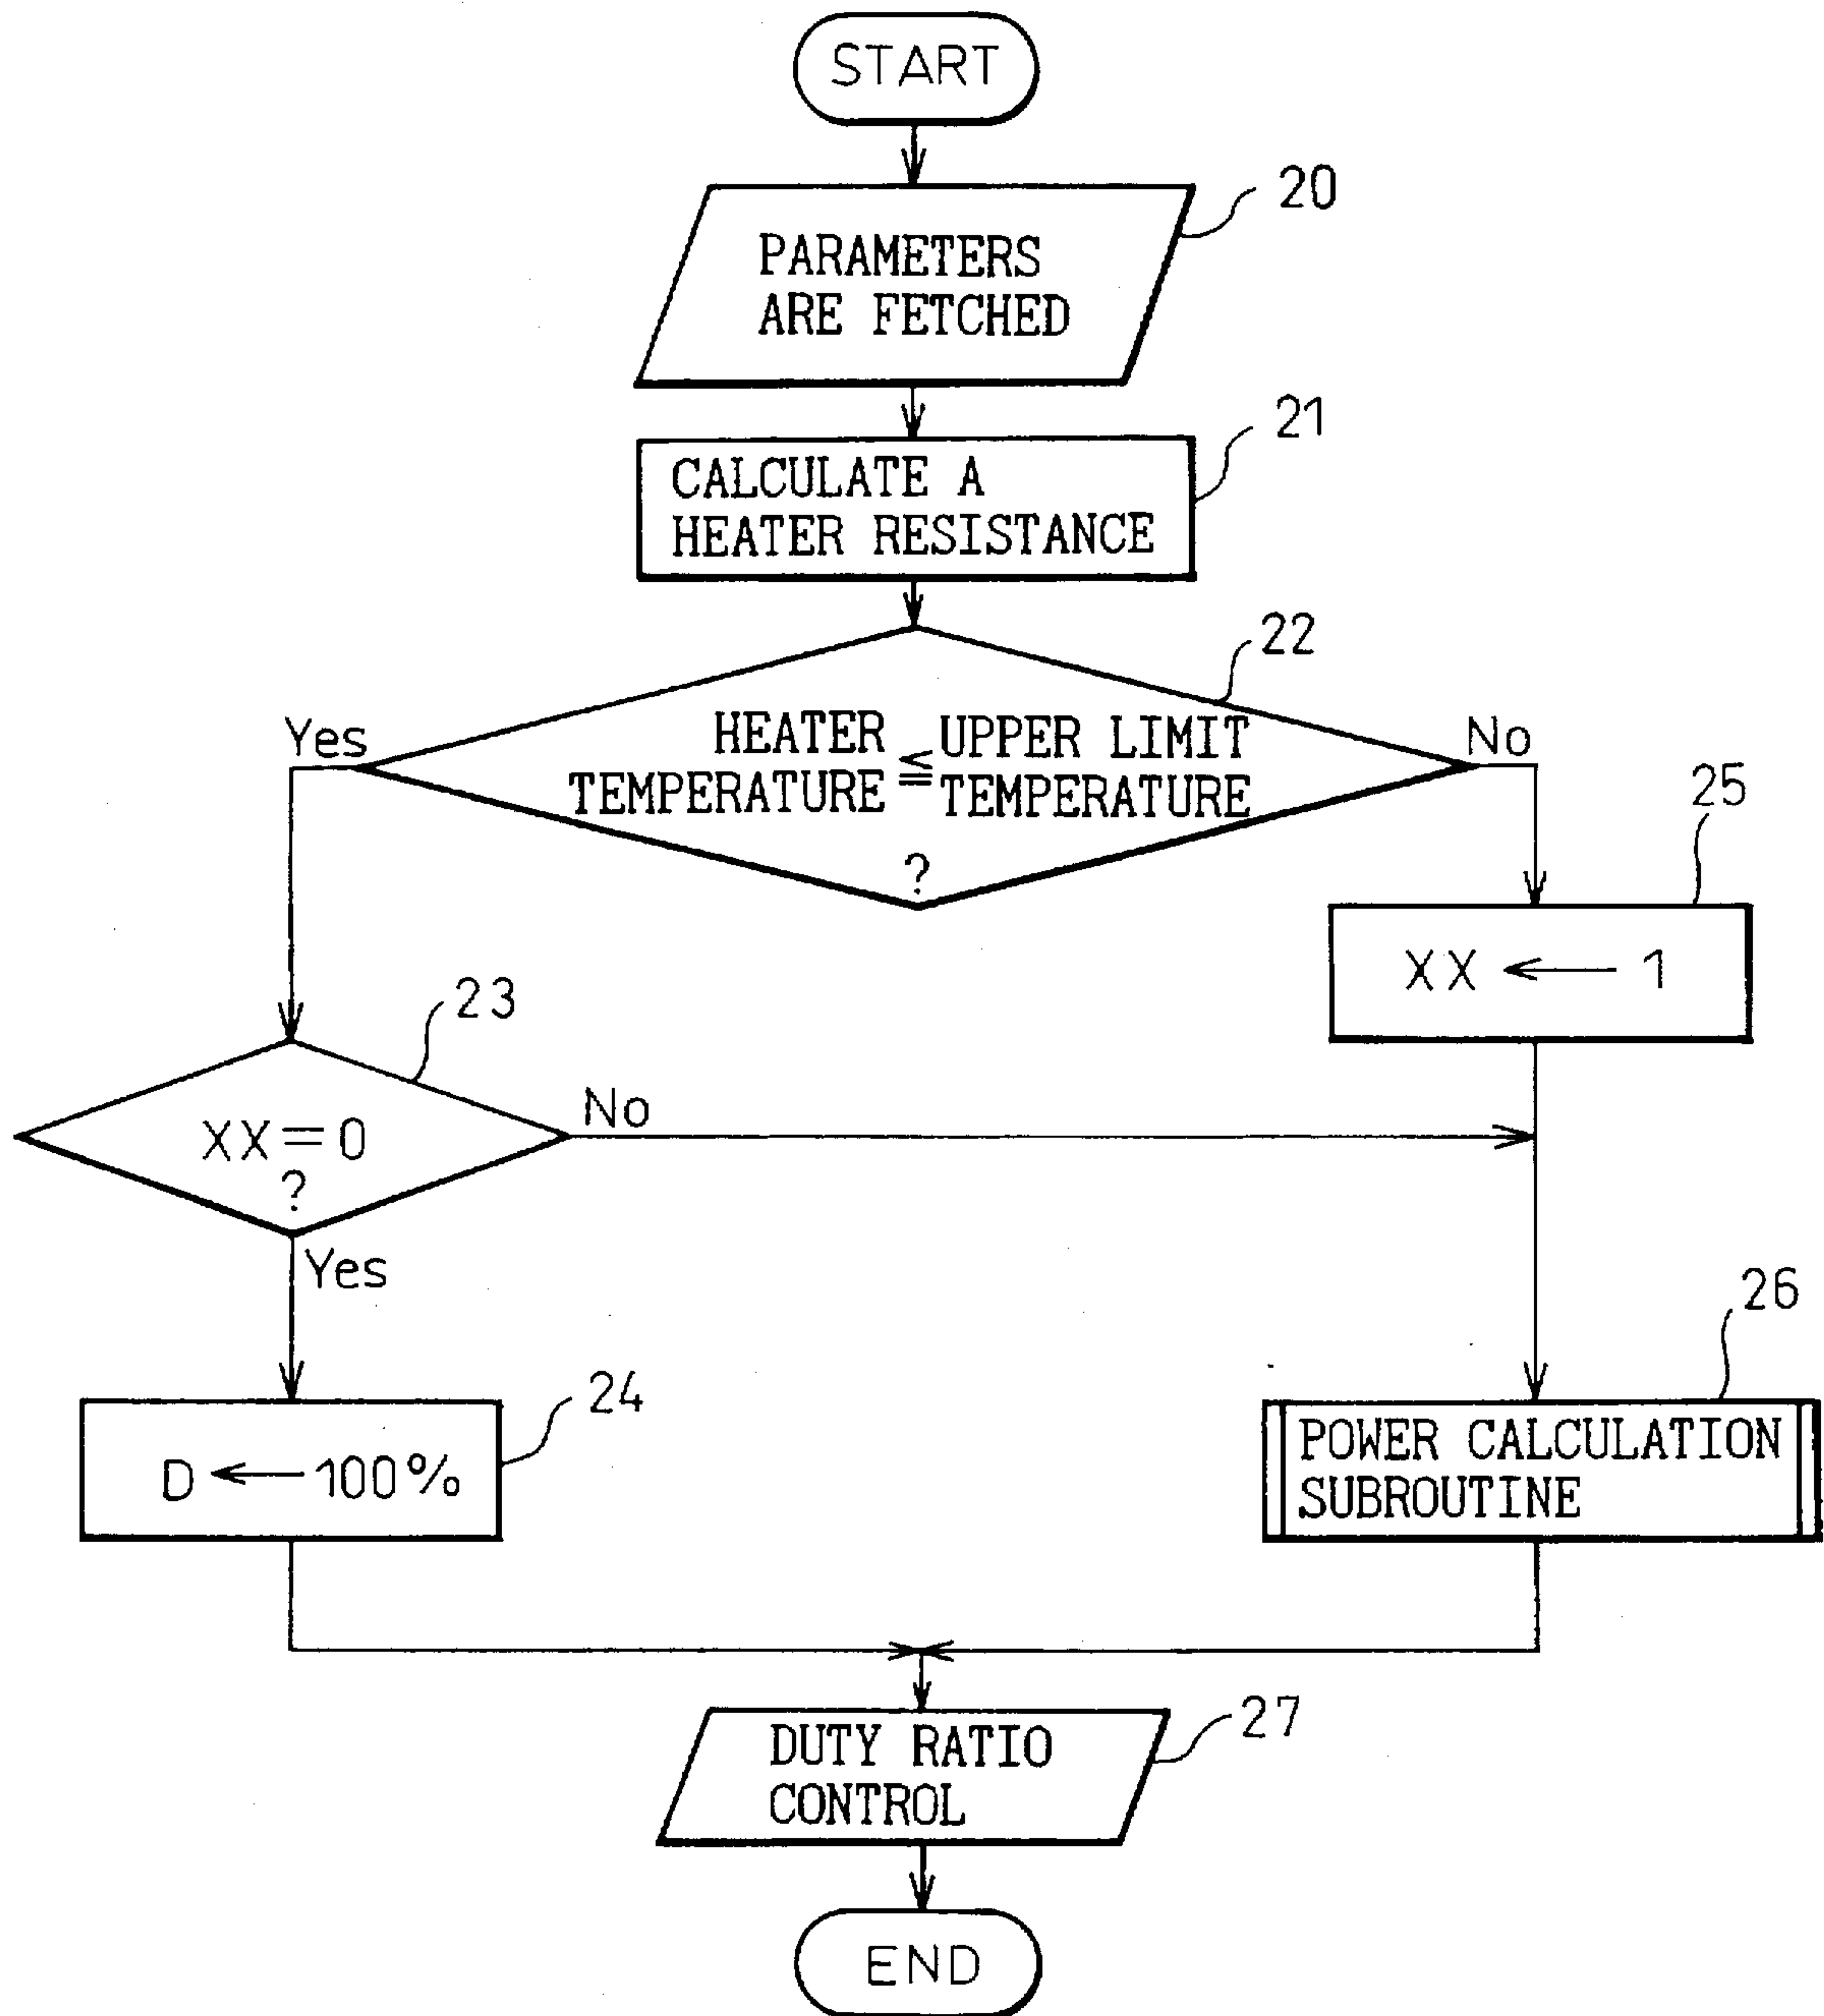 START
20
PARAMETERS
ARE FETCHED
21
CALCULATE A
HEATER RESISTANCE
22
Yes
HEATER
TEMPERATURE
≦
UPPER LIMIT
TEMPERATURE
?
No
25
XX ← 1
23
XX=0
?
No
Yes
24
D ← 100%
26
POWER CALCULATION
SUBROUTINE
27
DUTY RATIO
CONTROL
END